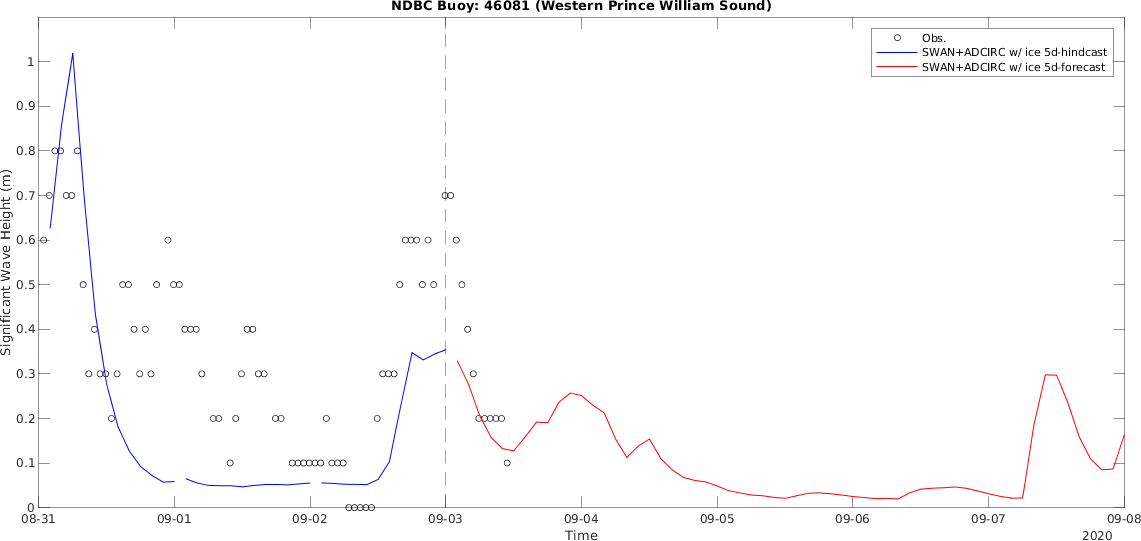 NDBC Buoy: 46081 (Western Prince William Sound)
Obs.
SWAN+ADCIRC w/ ice 5d-hindcast
SWAN+ADCIRC w/ ice 5d-forecast
Significant Wave Height (m)
1
0.9
0.8
0.7
0.6
0.5
0.4
0.3
0.2
0.1
0
08-31 09-01 09-02 09-03 09-04 09-05 09-06 09-07 09-08
Time
2020